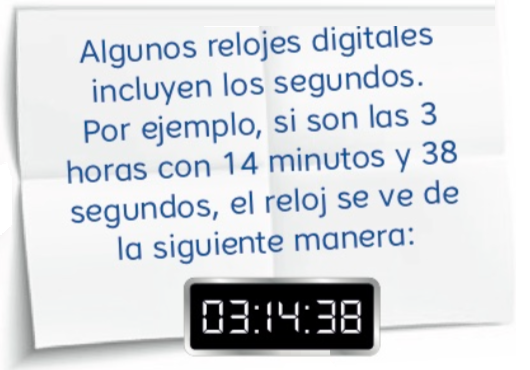 Algunos relojes digitales
incluyen los segundos.
Por ejemplo, si son las 3
horas con 14 minutos y 38
segundos, el reloj se ve de
la siguiente manera:
03:14:38